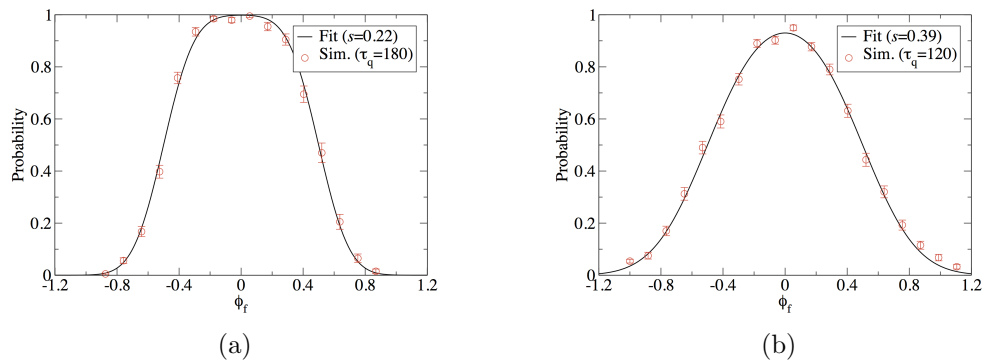 1
0.8
0.6
0.4
0.2
0
Probability
-1.2 -0.8 -0.4 0 0.4 0.8 1.2
ϕf
Fit (s=0.22)
Sim. (τq=180)
(a)
1
0.8
0.6
0.4
0.2
0
Probability
-1.2 -0.8 -0.4 0 0.4 0.8 1.2
ϕf
Fit (s=0.39)
Sim. (τq=120)
(b)